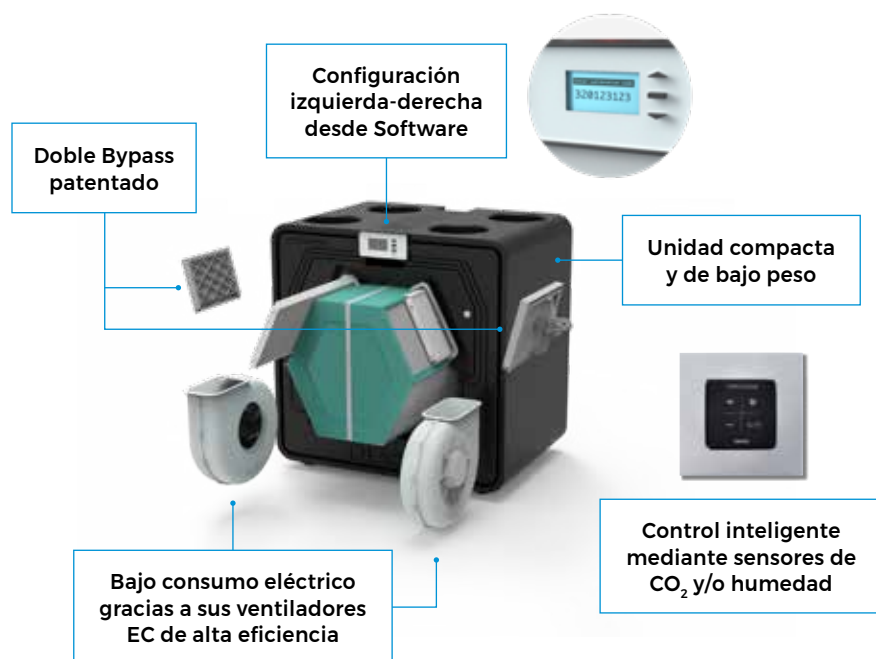 Configuración
izquierda-derecha
desde Software
320123123
Doble Bypass
patentado
Unidad compacta
y de bajo peso
Control inteligente
mediante sensores de
CO₂ y/o humedad
Bajo consumo eléctrico
gracias a sus ventiladores
EC de alta eficiencia